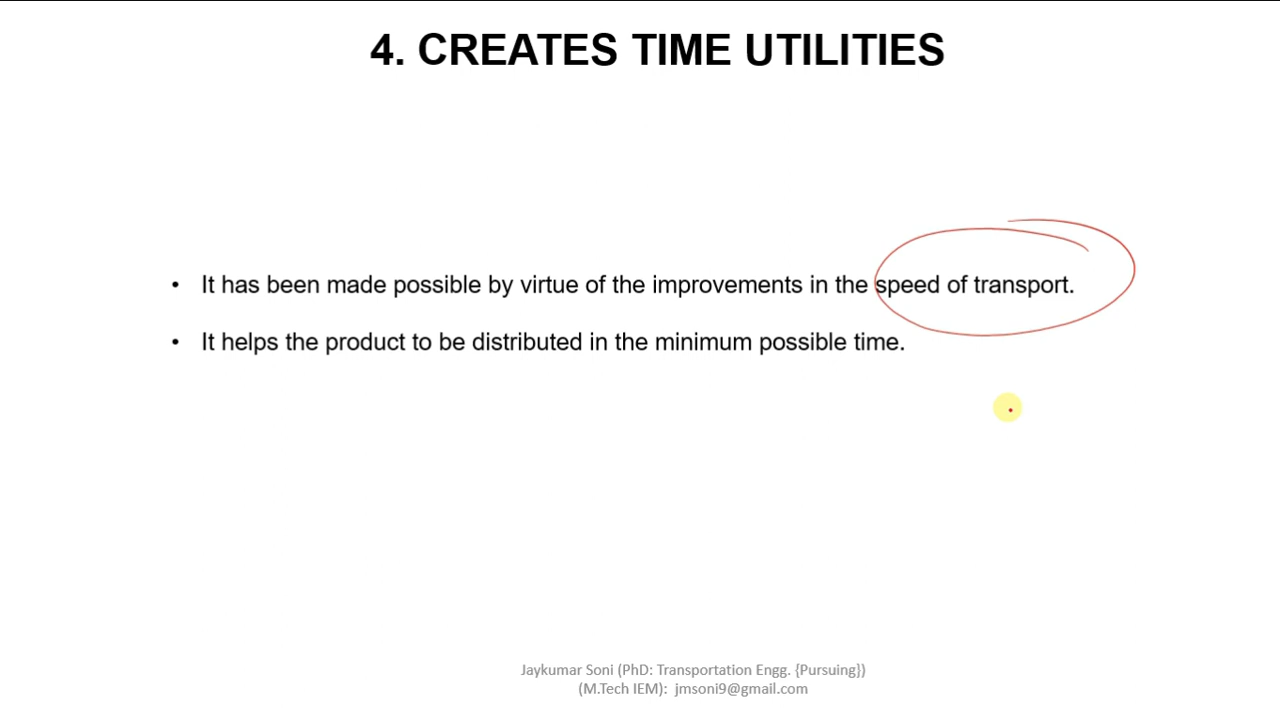 4. CREATES TIME UTILITIES
• It has been made possible by virtue of the improvements in the speed of transport.
• It helps the product to be distributed in the minimum possible time.
Jaykumar Soni (PhD: Transportation Engg. {Pursuing})
(M.Tech IEM): jmsoni9@gmail.com